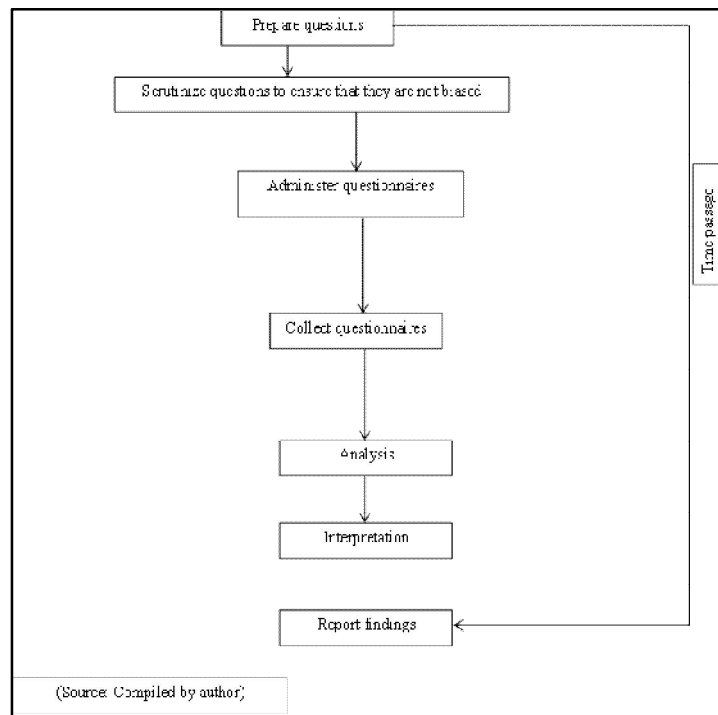 Prepare questions
Scrutinize questions to ensure that they are not biased
Administer questionnaires
Time passage
Collect questionnaires
Analysis
Interpretation
Report findings
(Source: Compiled by author)